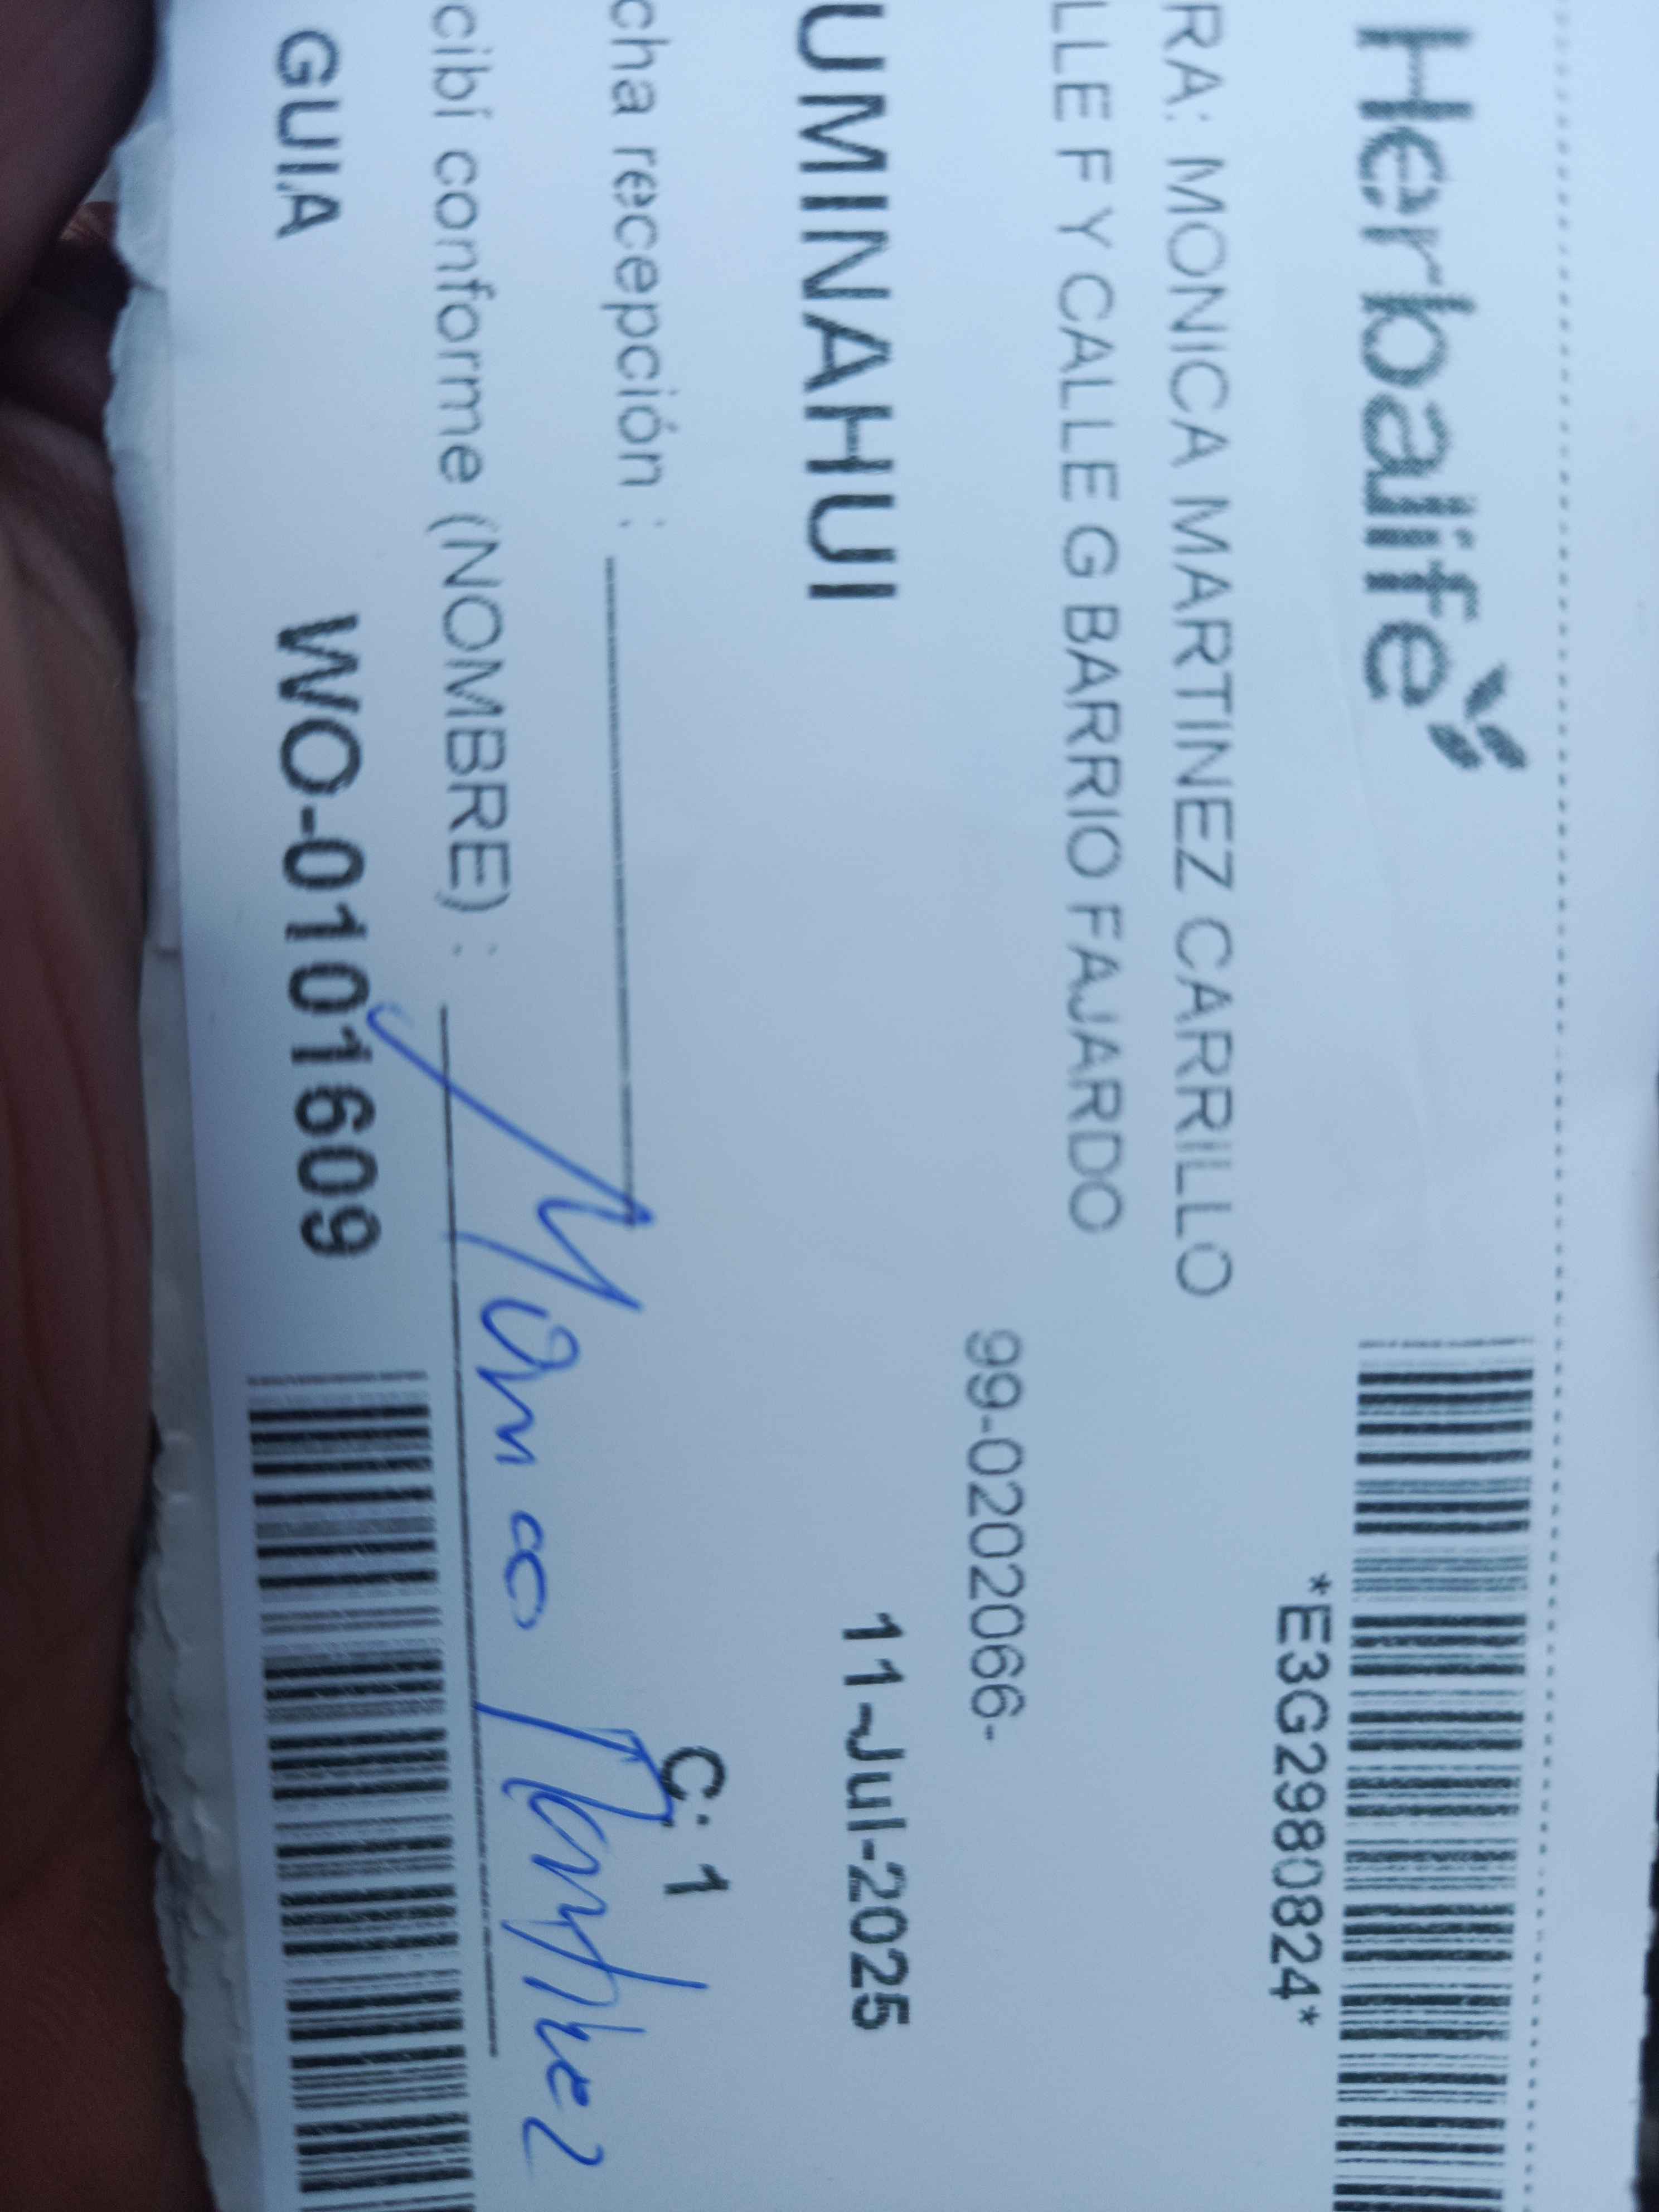 Herbalife
*E3G2980824*
RA: MONICA MARTINEZ CARRILLO
LLE F Y CALLE G BARRIO FAJARDO
99-0202066-
UMINAHUI 11-Jul-2025
C: 1
cha recepción :
cibí conforme (NOMBRE) :
GUIA WO-0101609